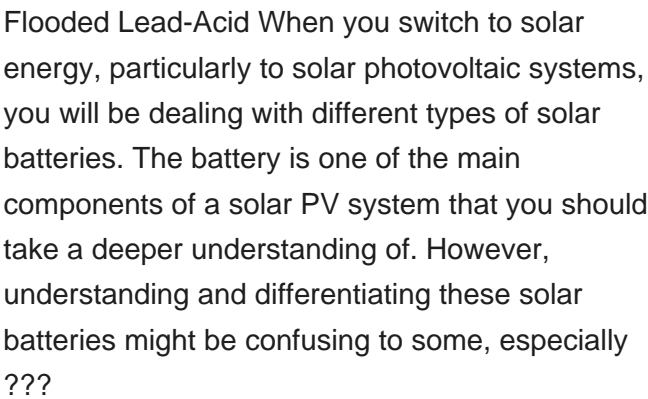 Flooded Lead-Acid When you switch to solar
energy, particularly to solar photovoltaic systems,
you will be dealing with different types of solar
batteries. The battery is one of the main
components of a solar PV system that you should
take a deeper understanding of. However,
understanding and differentiating these solar
batteries might be confusing to some, especially
???